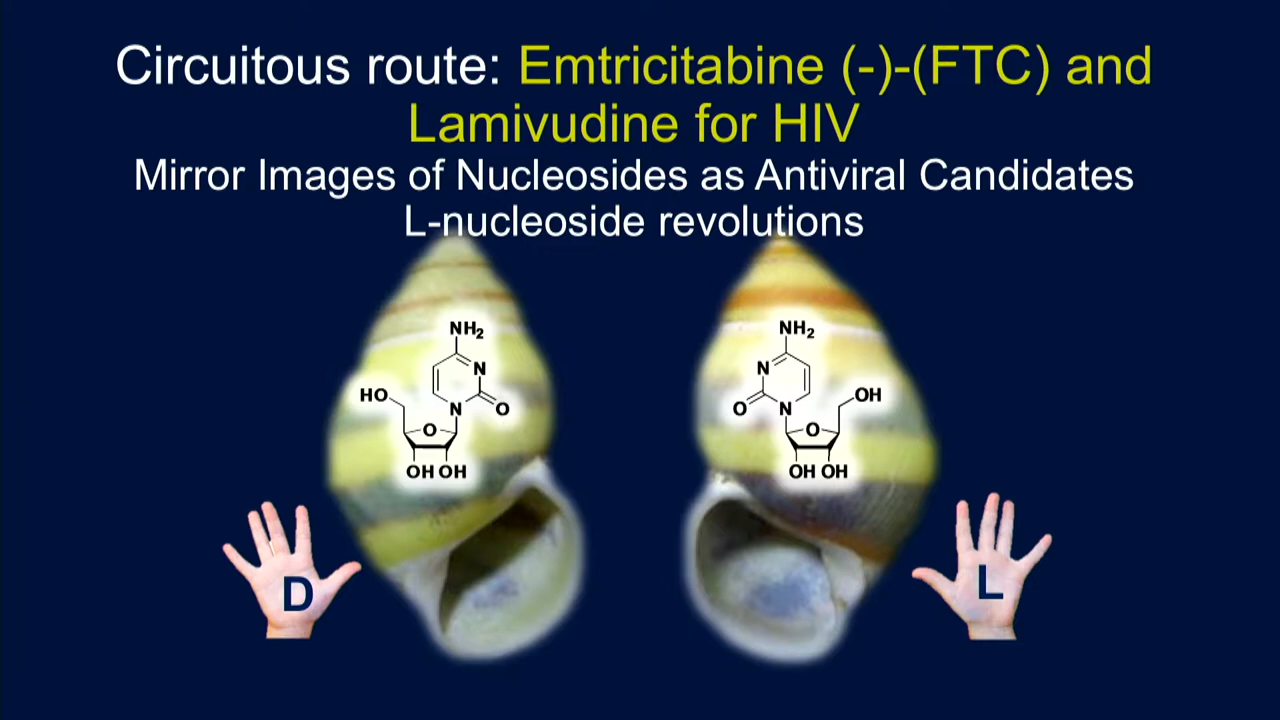 Circuitous route: Emtricitabine (-)-(FTC) and
Lamivudine for HIV
Mirror Images of Nucleosides as Antiviral Candidates
L-nucleoside revolutions
NH2
N
HO
N
O
O
OH OH
NH2
N
OH
O
N
O
OH OH
D
L